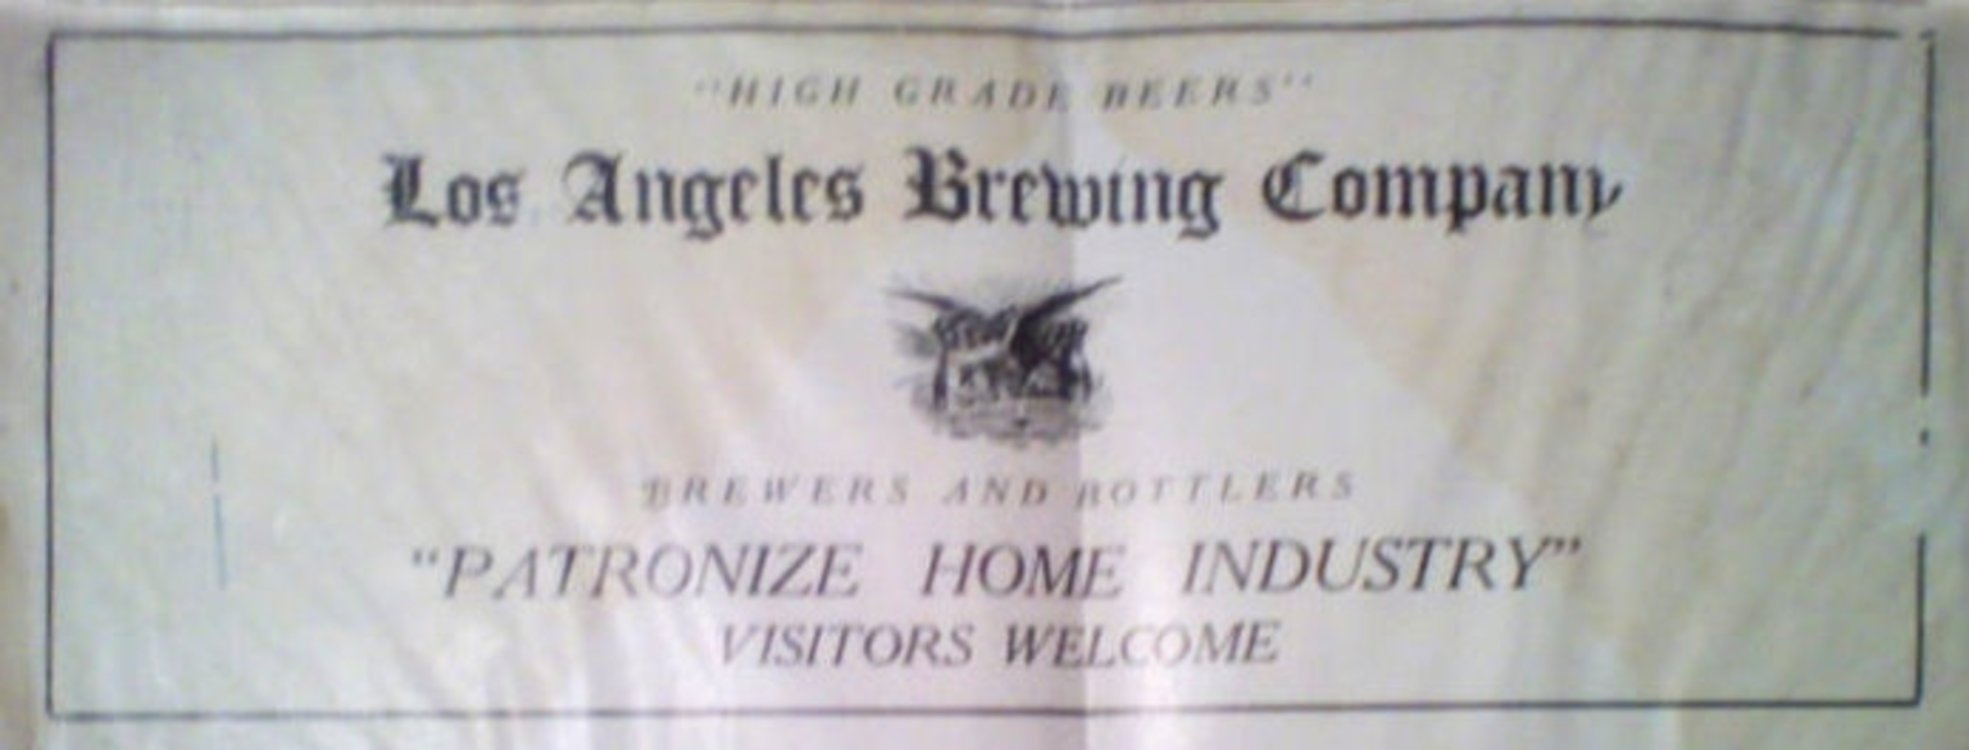 "HIGH GRADE BEERS"
Los Angeles Brewing Company
BREWERS AND BOTTLERS
"PATRONIZE HOME INDUSTRY"
VISITORS WELCOME